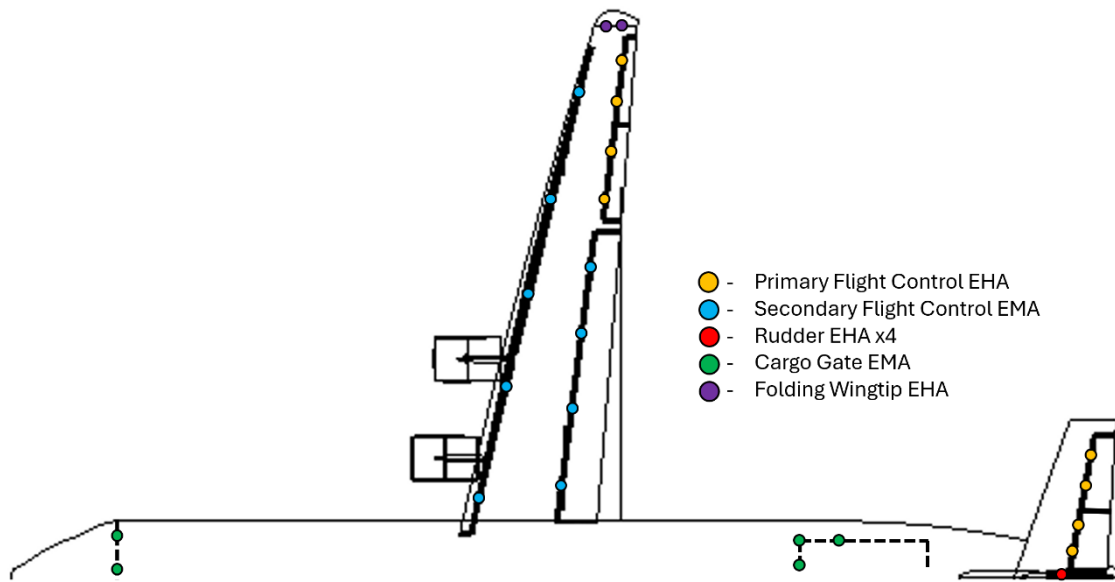 - Primary Flight Control EHA
- Secondary Flight Control EMA
- Rudder EHA x4
- Cargo Gate EMA
- Folding Wingtip EHA